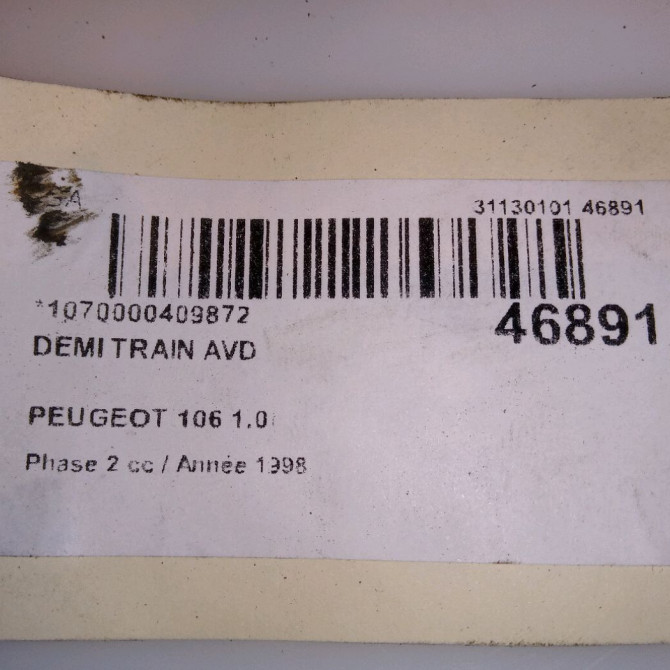 31130101 46891
*1070000409872
46891
DEMI TRAIN AVD
PEUGEOT 106 1.0
Phase 2 cc / Année 1998